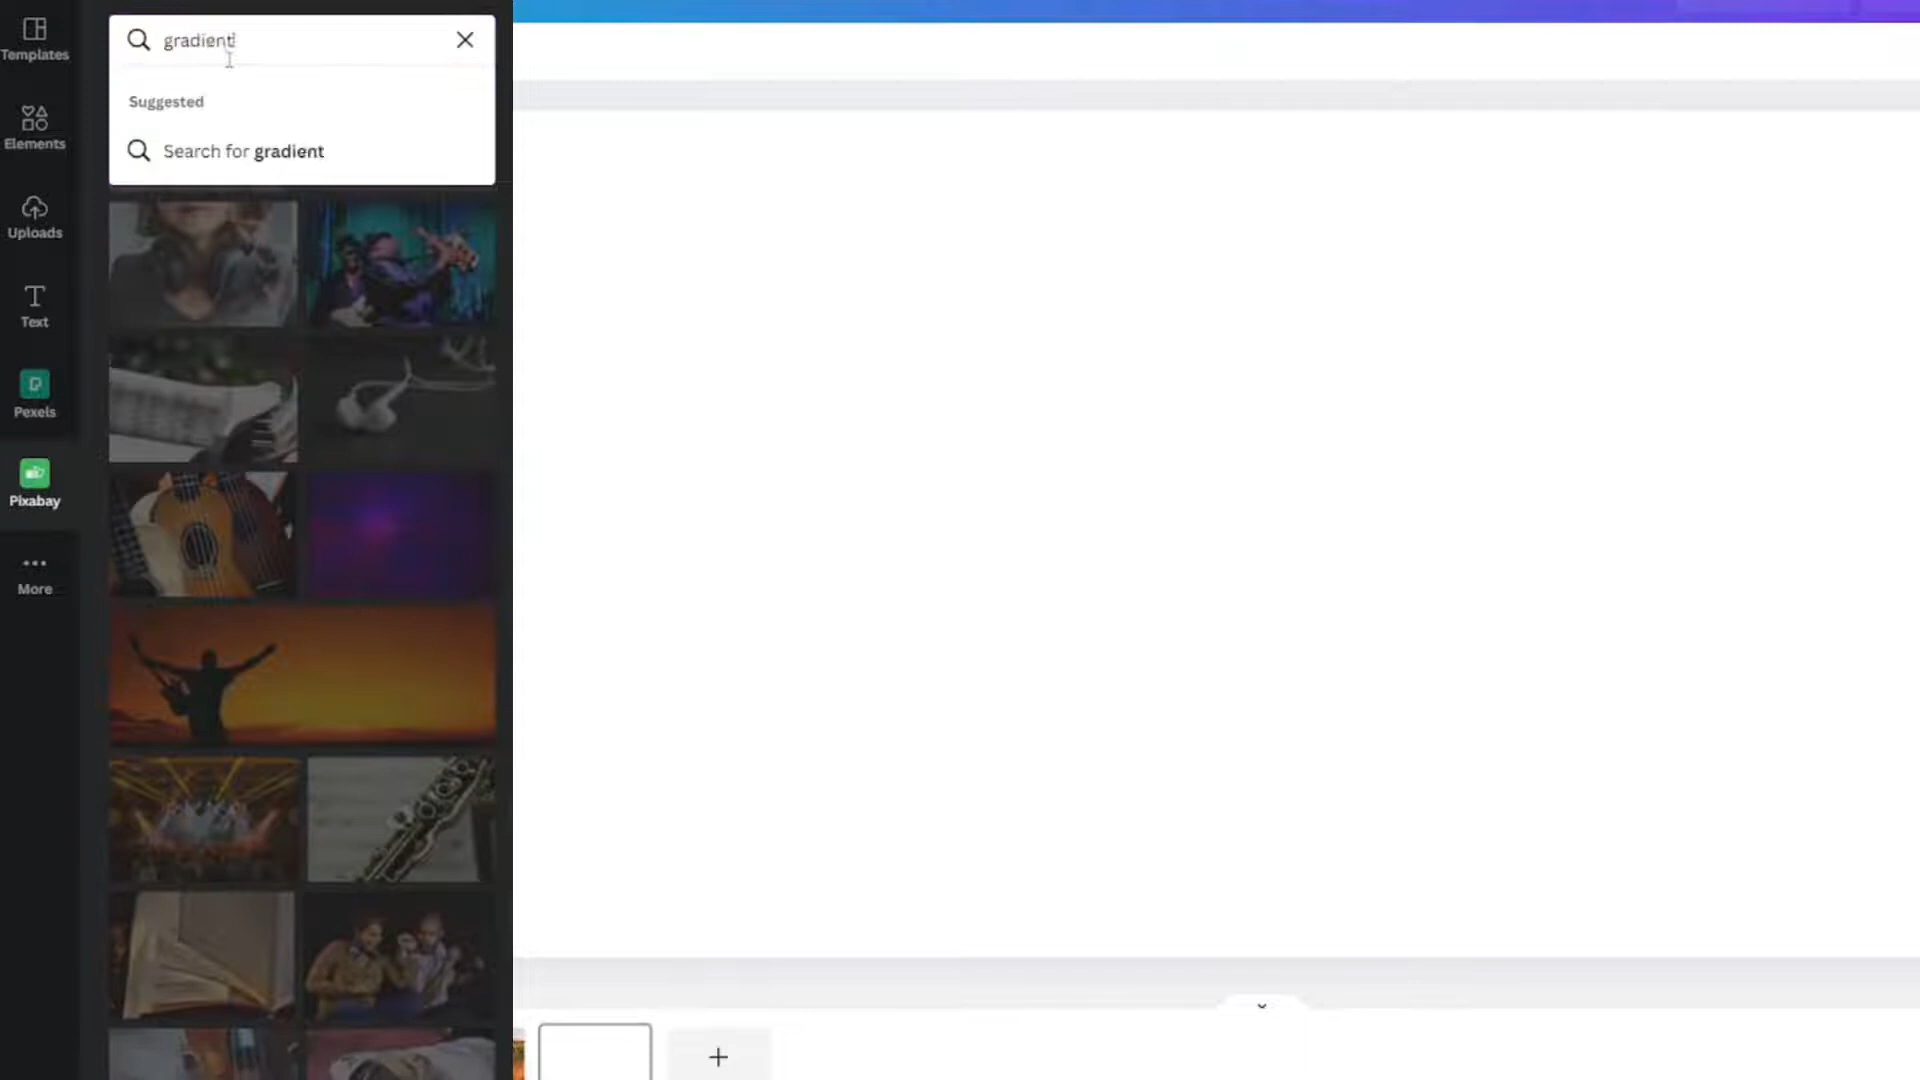 gradient
Suggested
Search for gradient
Templates
Elements
Uploads
Text
Pexels
Pixabay
More